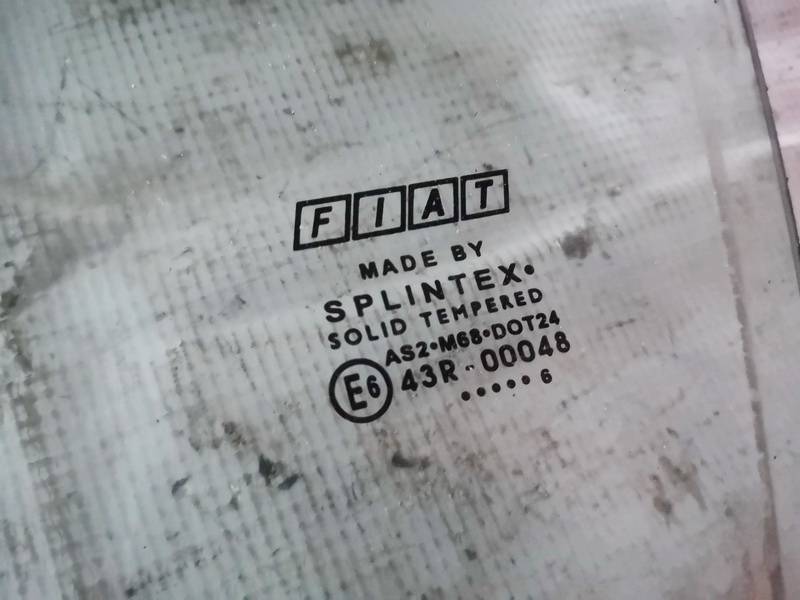 FIAT
MADE BY
SPLINTEX•
SOLID TEMPERED
AS2•M68•DOT24
E6 43R-00048
•••••6